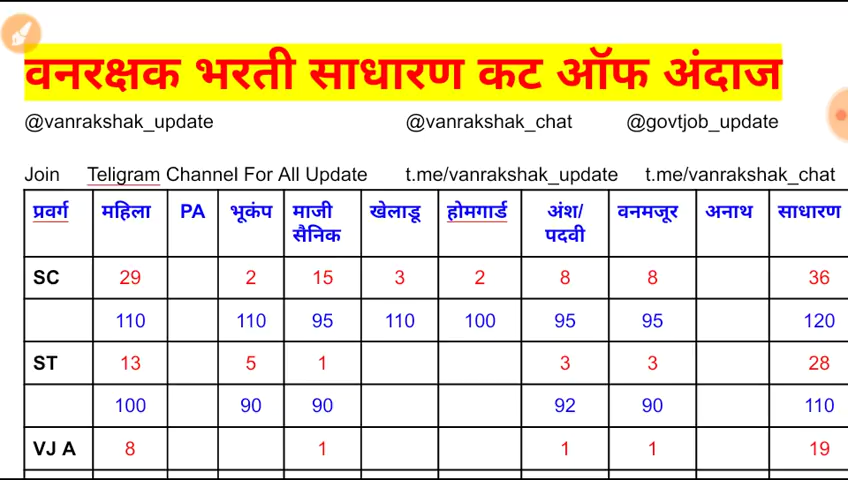 वनरक्षक भरती साधारण कट ऑफ अंदाज
@vanrakshak_update @vanrakshak_chat @govtjob_update
Join Teligram Channel For All Update t.me/vanrakshak_update t.me/vanrakshak_chat
प्रवर्ग महिला PA भूकंप माजी सैनिक खेलाडू होमगार्ड अंश/ पदवी वनमजूर अनाथ साधारण
SC 29 2 15 3 2 8 8 36
110 110 95 110 100 95 95 120
ST 13 5 1 3 3 28
100 90 90 92 90 110
VJ A 8 1 1 1 19